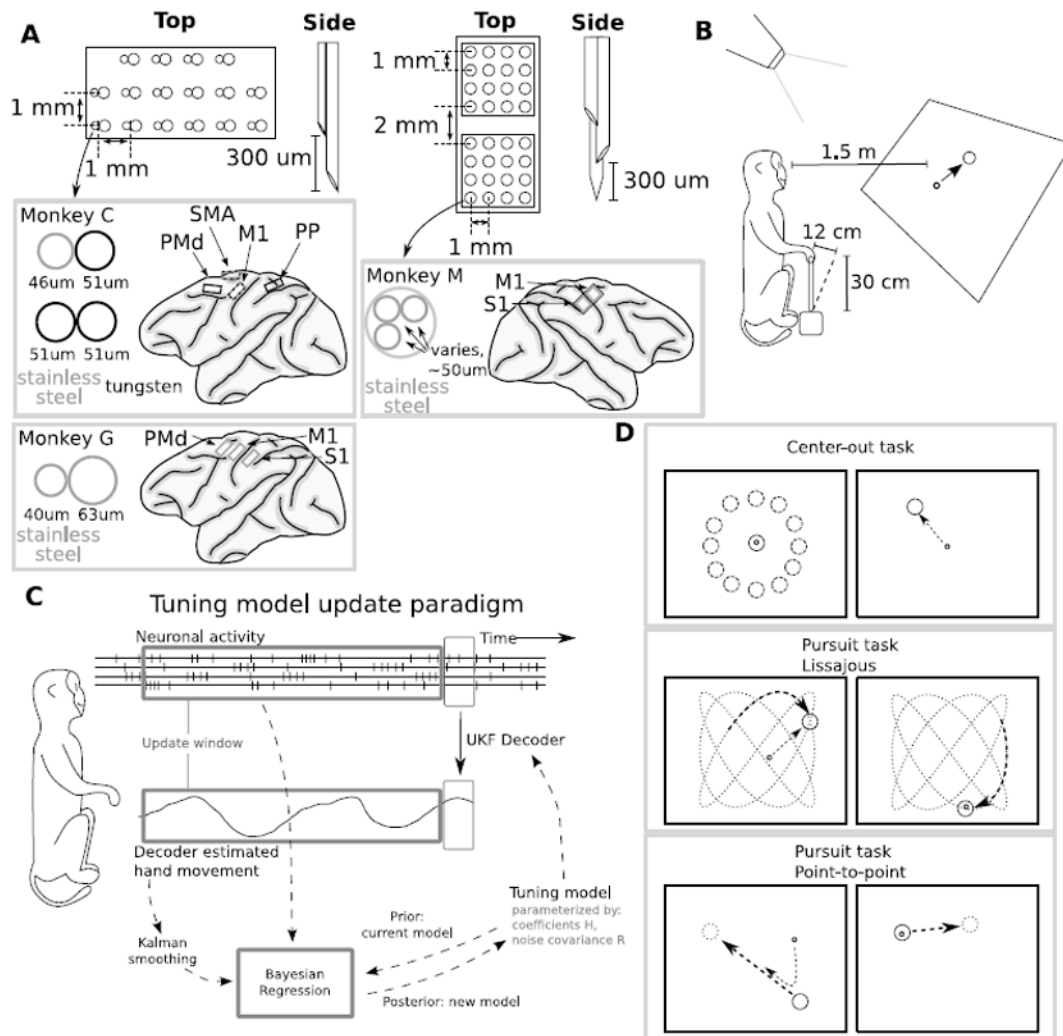 A
Top
Side
Top
Side
1 mm
1 mm
300 um
1 mm
2 mm
300 um
1 mm
Monkey C
46um 51um
51um 51um
stainless
steel
tungsten
SMA
PMd
M1
PP
Monkey M
varies,
~50um
stainless
steel
M1
S1
Monkey G
40um 63um
stainless
steel
PMd
M1
S1
B
1.5 m
12 cm
30 cm
C
Tuning model update paradigm
Neuronal activity
Time
Update window
UKF Decoder
Decoder estimated
hand movement
Kalman
smoothing
Bayesian
Regression
Prior:
current model
Posterior: new model
Tuning model
parameterized by:
coefficients H,
noise covariance R
D
Center-out task
Pursuit task
Lissajous
Pursuit task
Point-to-point